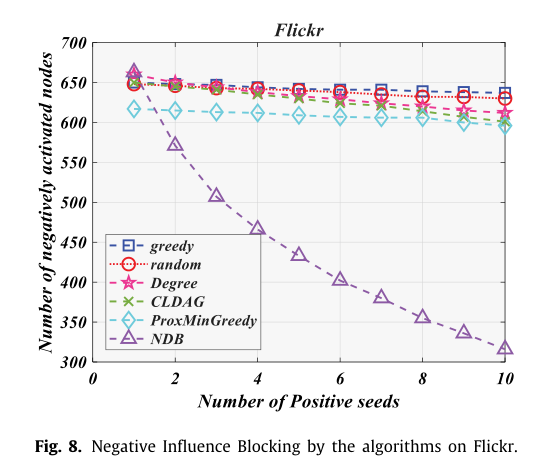 Flickr
Number of negatively activated nodes
700
650
600
550
500
450
400
350
300
greedy
random
Degree
CLDAG
ProxMinGreedy
NDB
0 2 4 6 8 10
Number of Positive seeds
Fig. 8. Negative Influence Blocking by the algorithms on Flickr.